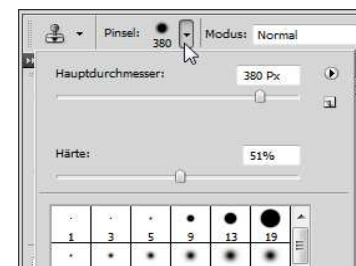 Pinsel: 380 Modus: Normal
Hauptdurchmesser: 380 Px
Härte: 51%
1 3 5 9 13 19